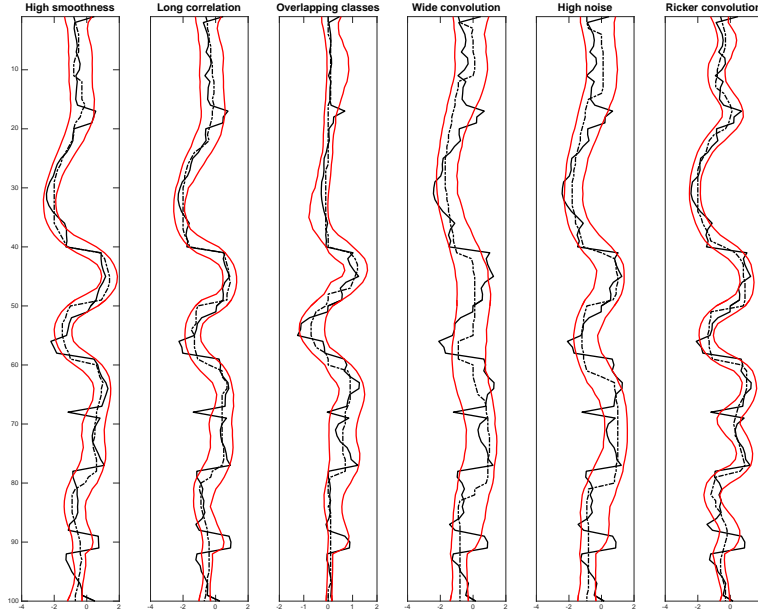 High smoothness
Long correlation
Overlapping classes
Wide convolution
High noise
Ricker convolution
10
20
30
40
50
60
70
80
90
100
-4 -2 0 2
-4 -2 0 2
-2 -1 0 1 2
-4 -2 0 2
-4 -2 0 2
-4 -2 0 2